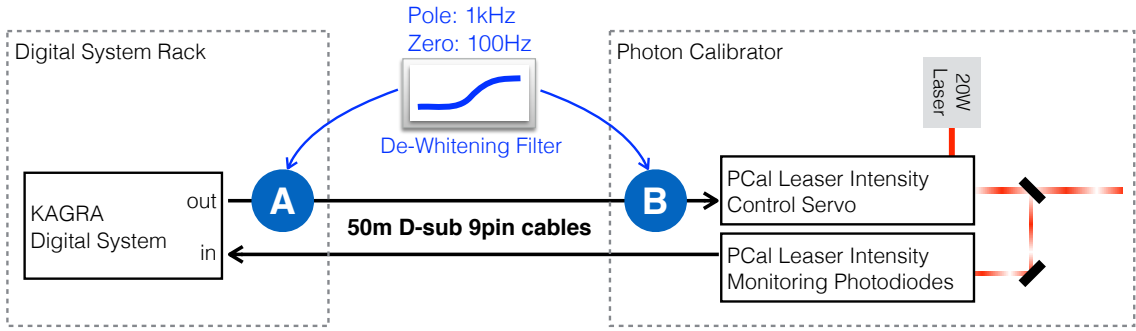 Pole: 1kHz
Zero: 100Hz
Digital System Rack
Photon Calibrator
20W
Laser
De-Whitening Filter
A
B
KAGRA
Digital System
out
in
50m D-sub 9pin cables
PCal Leaser Intensity
Control Servo
PCal Leaser Intensity
Monitoring Photodiodes